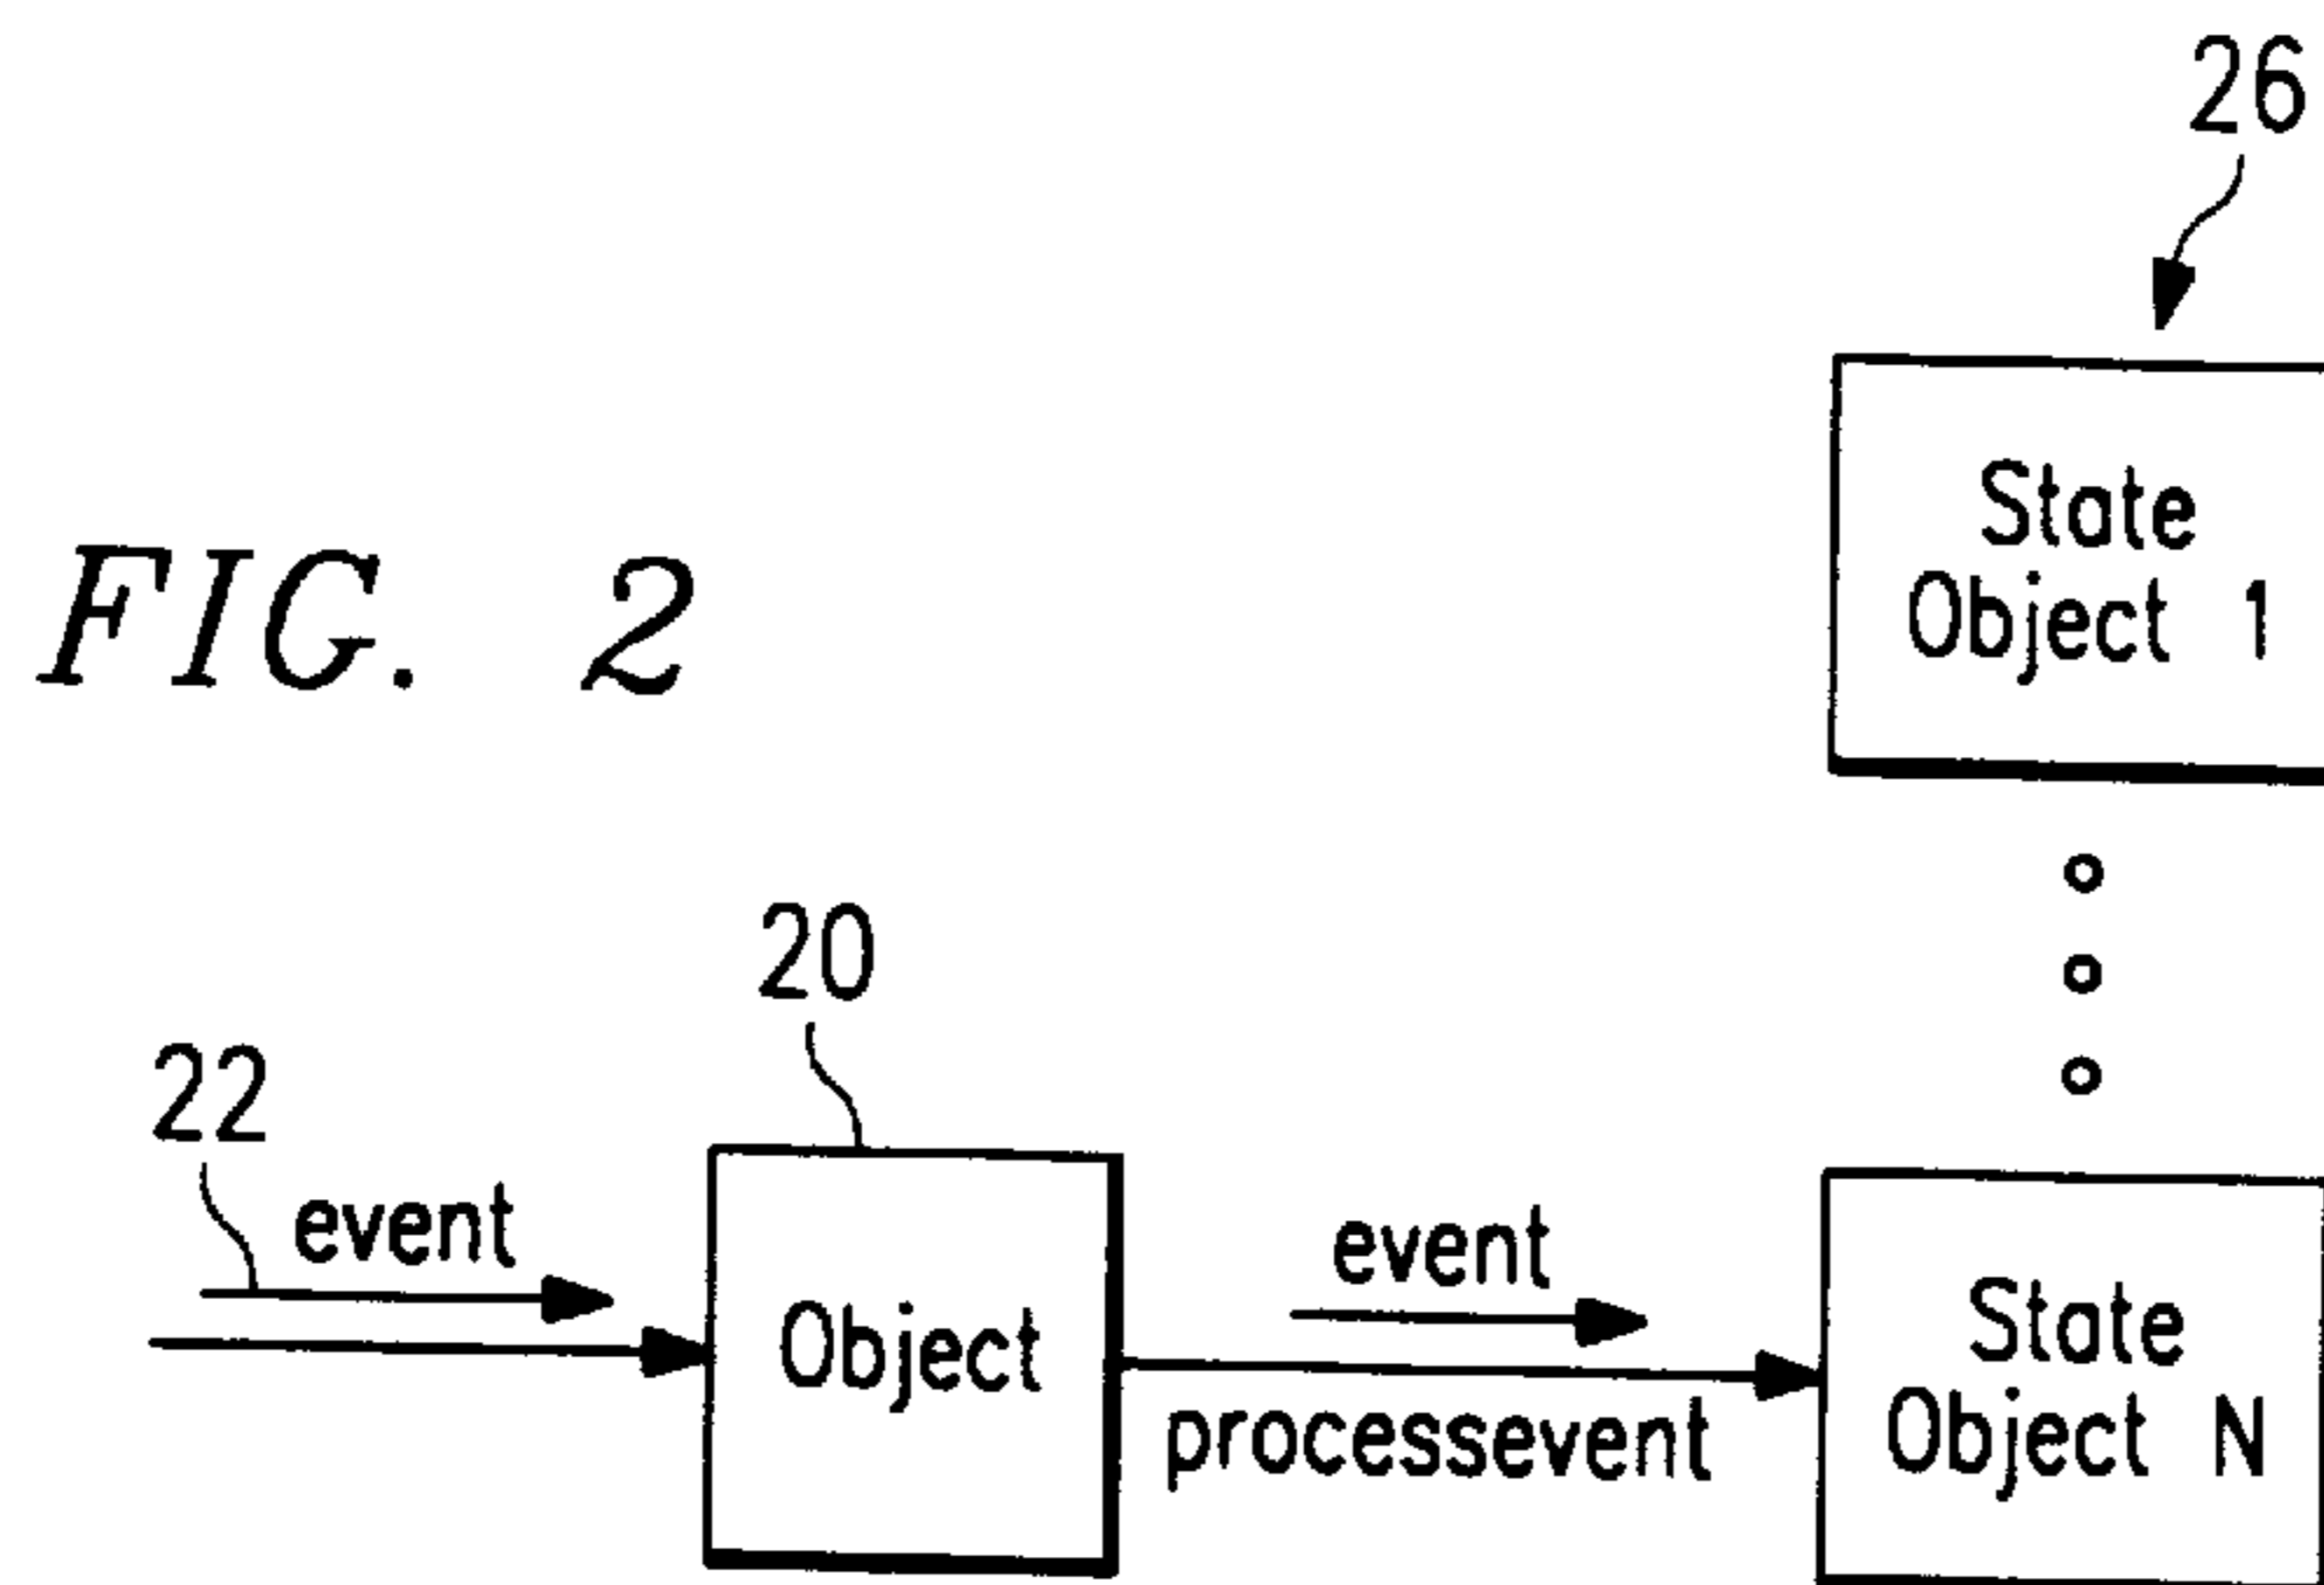 26
State
Object 1
FIG. 2
20
22
event
Object
event
processevent
State
Object N